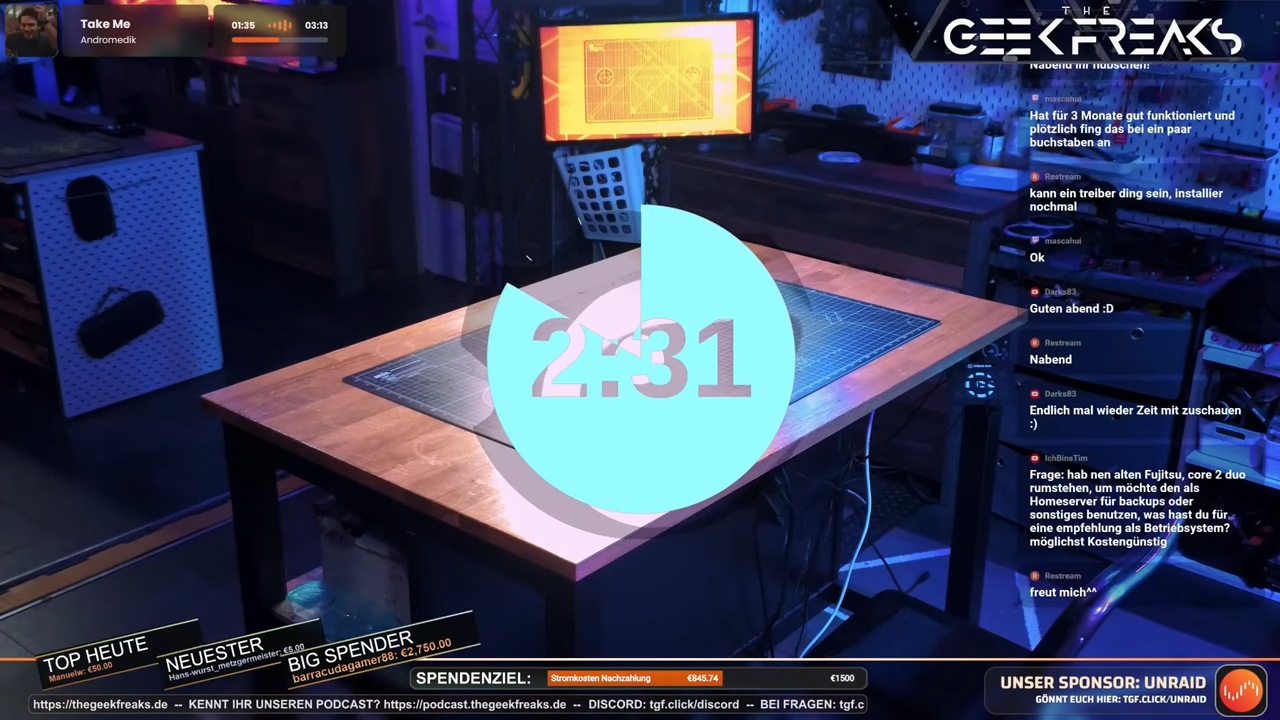 Take Me
Andromedik
01:35
03:13
THE
GEEKFREAKS
Nabend ihr hübschen!
mascahui
Hat für 3 Monate gut funktioniert und
plötzlich fing das bei ein paar
buchstaben an
Restream
kann ein treiber ding sein, installier
nochmal
mascahui
Ok
Darks83
Guten abend :D
Restream
Nabend
Darks83
Endlich mal wieder Zeit mit zuschauen
:)
IchBinsTim
Frage: hab nen alten Fujitsu, core 2 duo
rumstehen, um möchte den als
Homeserver für backups oder
sonstiges benutzen, was hast du für
eine empfehlung als Betriebsystem?
möglichst Kostengünstig
Restream
freut mich^^
2:31
TOP HEUTE
Manuelw: €50.00
NEUESTER
Hans-wurst_metzgermeister: €5.00
BIG SPENDER
barracudagamer88: €2,750.00
SPENDENZIEL:
Stromkosten Nachzahlung
€845.74
€1500
UNSER SPONSOR: UNRAID
GÖNNT EUCH HIER: TGF.CLICK/UNRAID
https://thegeekfreaks.de -- KENNT IHR UNSEREN PODCAST? https://podcast.thegeekfreaks.de -- DISCORD: tgf.click/discord -- BEI FRAGEN: tgf.c